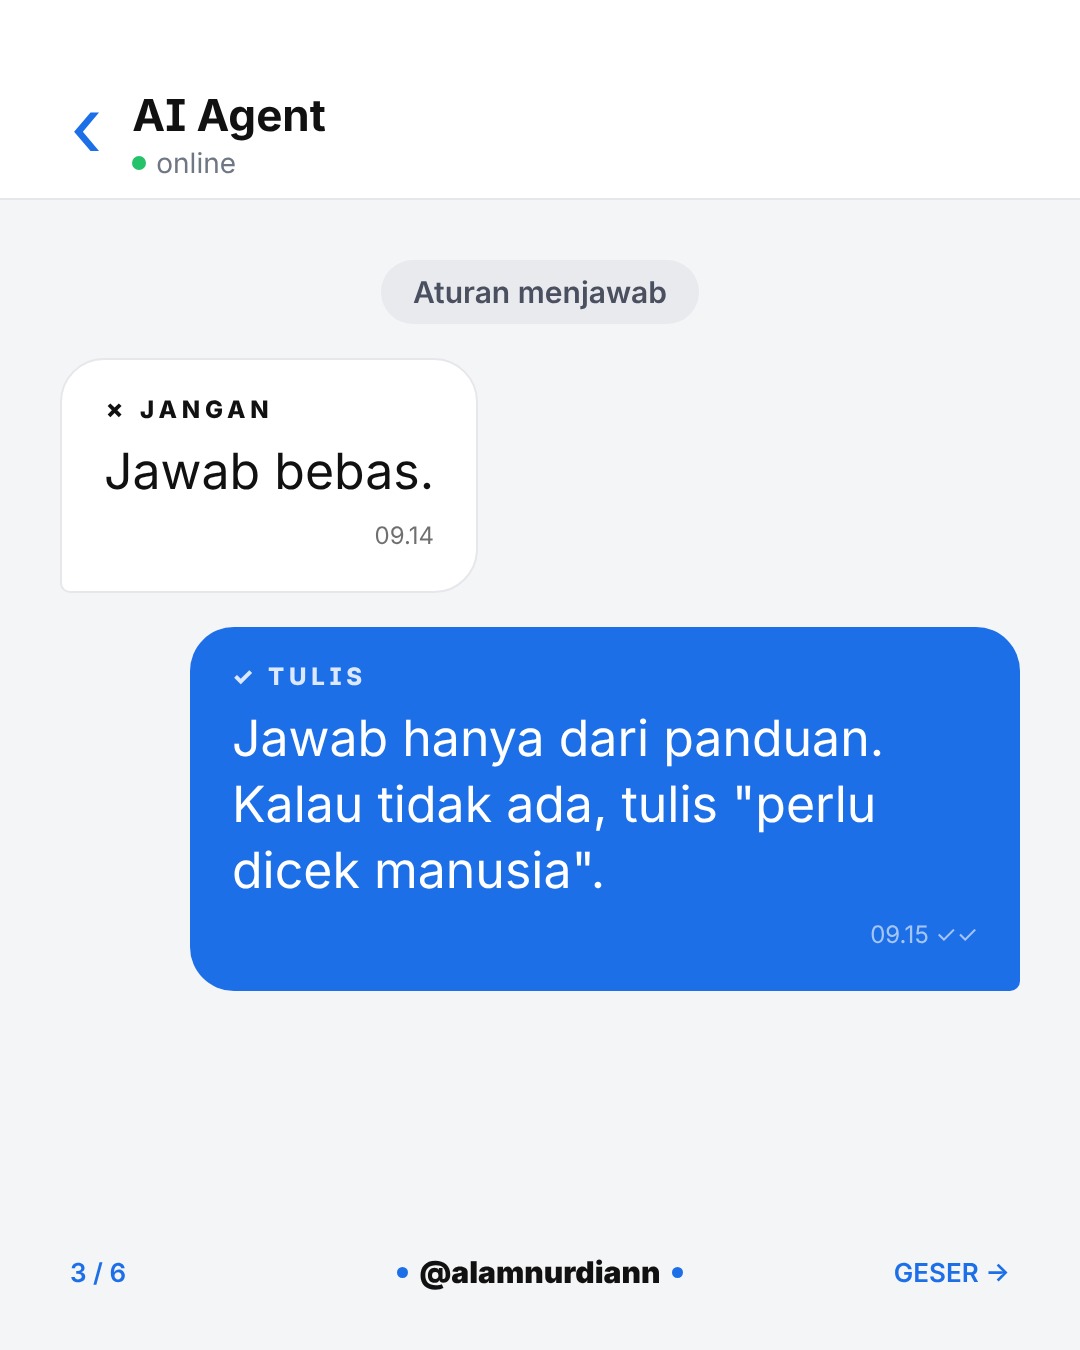 AI Agent
online
Aturan menjawab
× JANGAN
Jawab bebas.
09.14
✓ TULIS
Jawab hanya dari panduan.
Kalau tidak ada, tulis "perlu
dicek manusia".
09.15 ✓✓
3 / 6
• @alamnurdiann •
GESER →